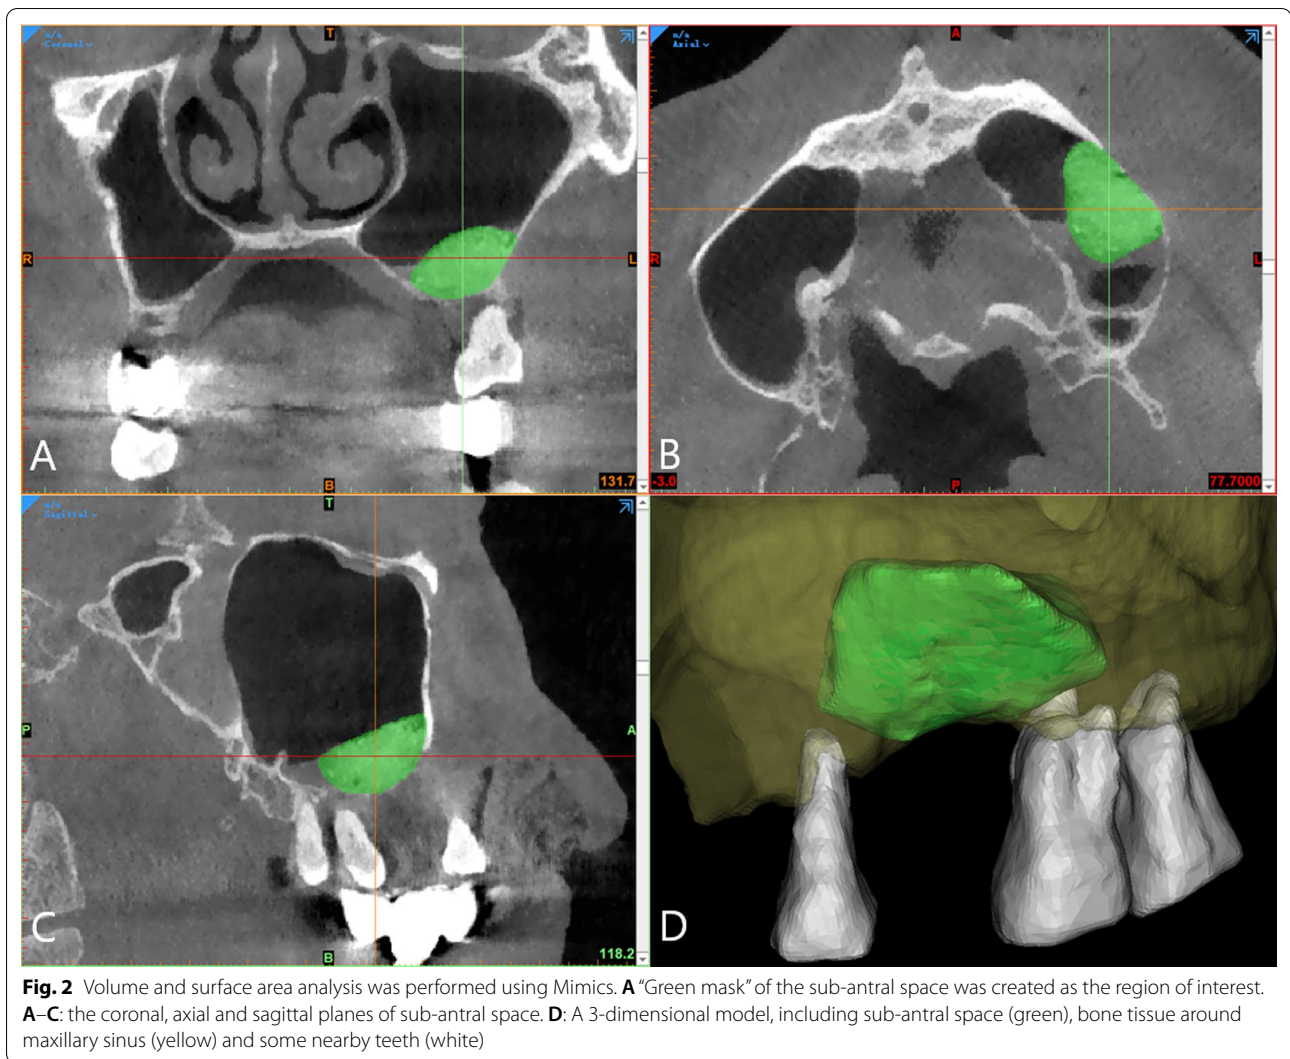 n/a
Coronal
T
R
L
B
131.7
A
n/a
Axial
A
R
L
P
-3.0
77.7000
B
n/a
Sagittal
T
P
A
B
118.2
C
D
Fig. 2 Volume and surface area analysis was performed using Mimics. A “Green mask” of the sub-antral space was created as the region of interest.
A–C: the coronal, axial and sagittal planes of sub-antral space. D: A 3-dimensional model, including sub-antral space (green), bone tissue around
maxillary sinus (yellow) and some nearby teeth (white)